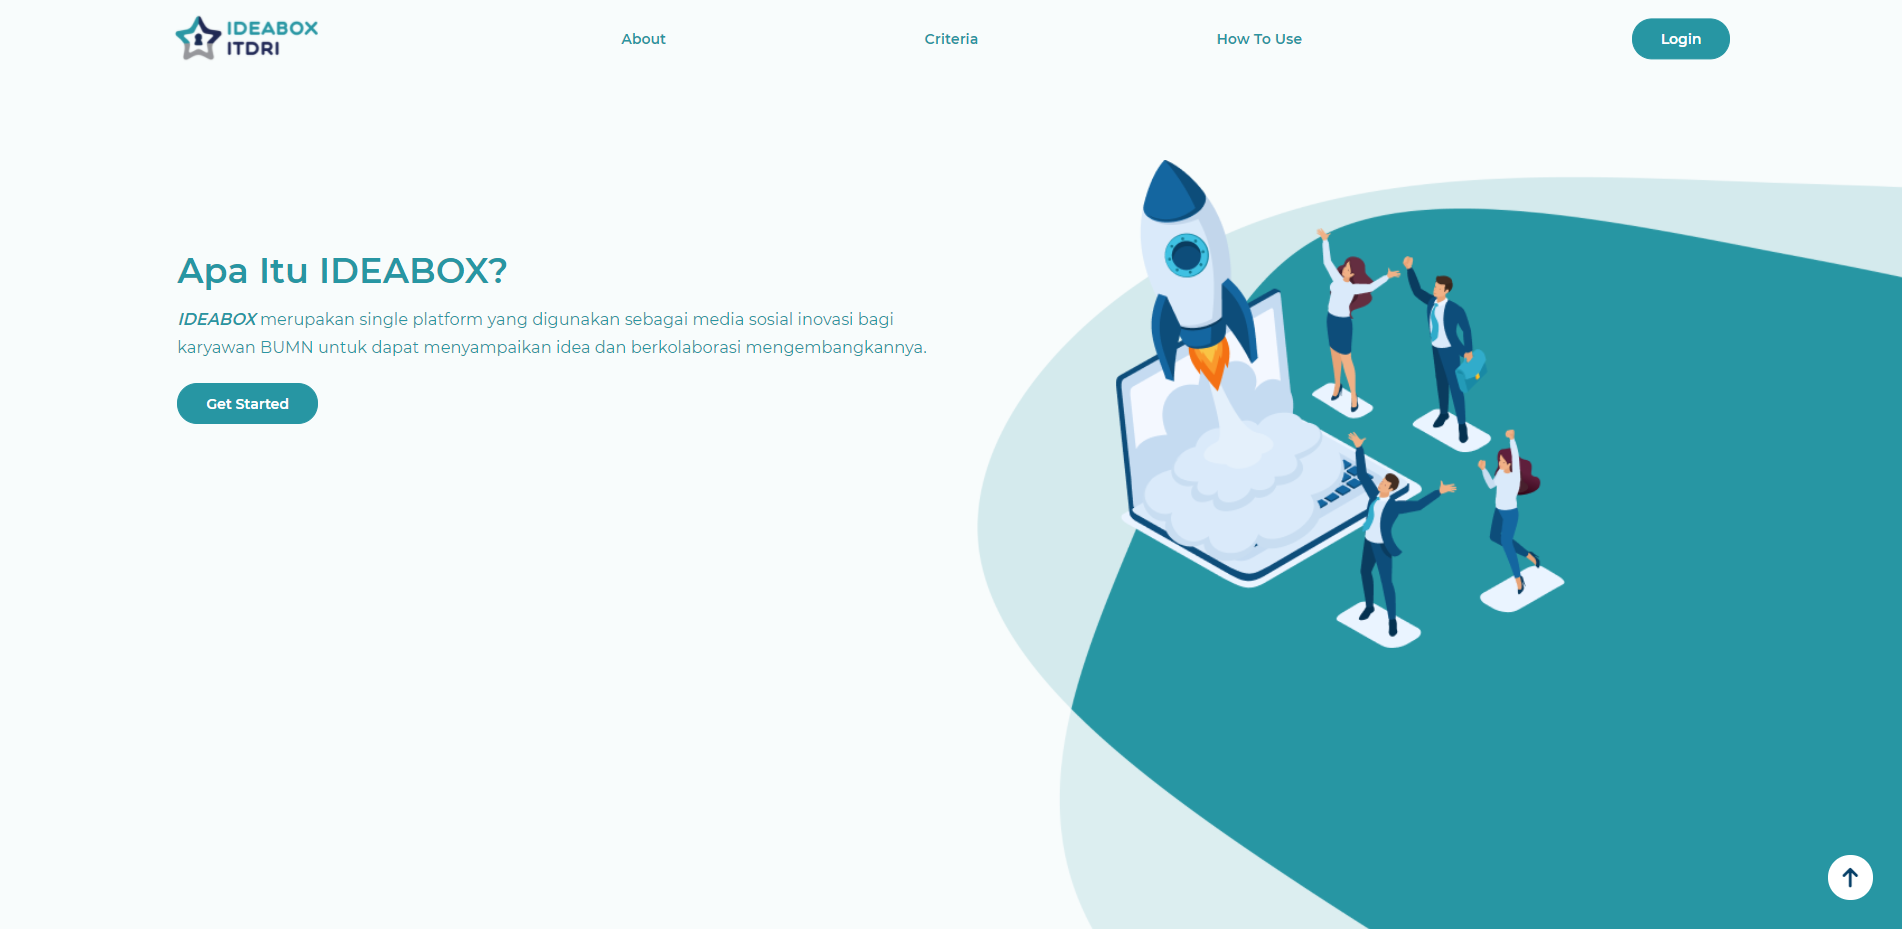 IDEABOX
ITDRI
About
Criteria
How To Use
Login
Apa Itu IDEABOX?
IDEABOX merupakan single platform yang digunakan sebagai media sosial inovasi bagi
karyawan BUMN untuk dapat menyampaikan idea dan berkolaborasi mengembangkannya.
Get Started